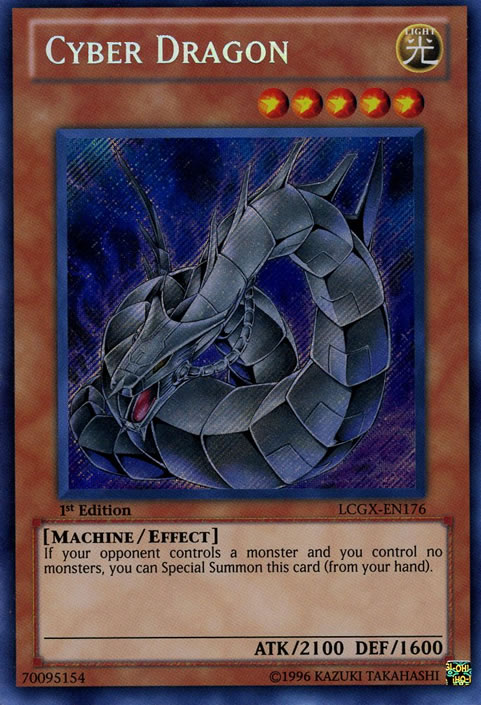 CYBER DRAGON
LIGHT
光
1st Edition
LCGX-EN176
[MACHINE/EFFECT]
If your opponent controls a monster and you control no
monsters, you can Special Summon this card (from your hand).
ATK/2100 DEF/1600
70095154
©1996 KAZUKI TAKAHASHI